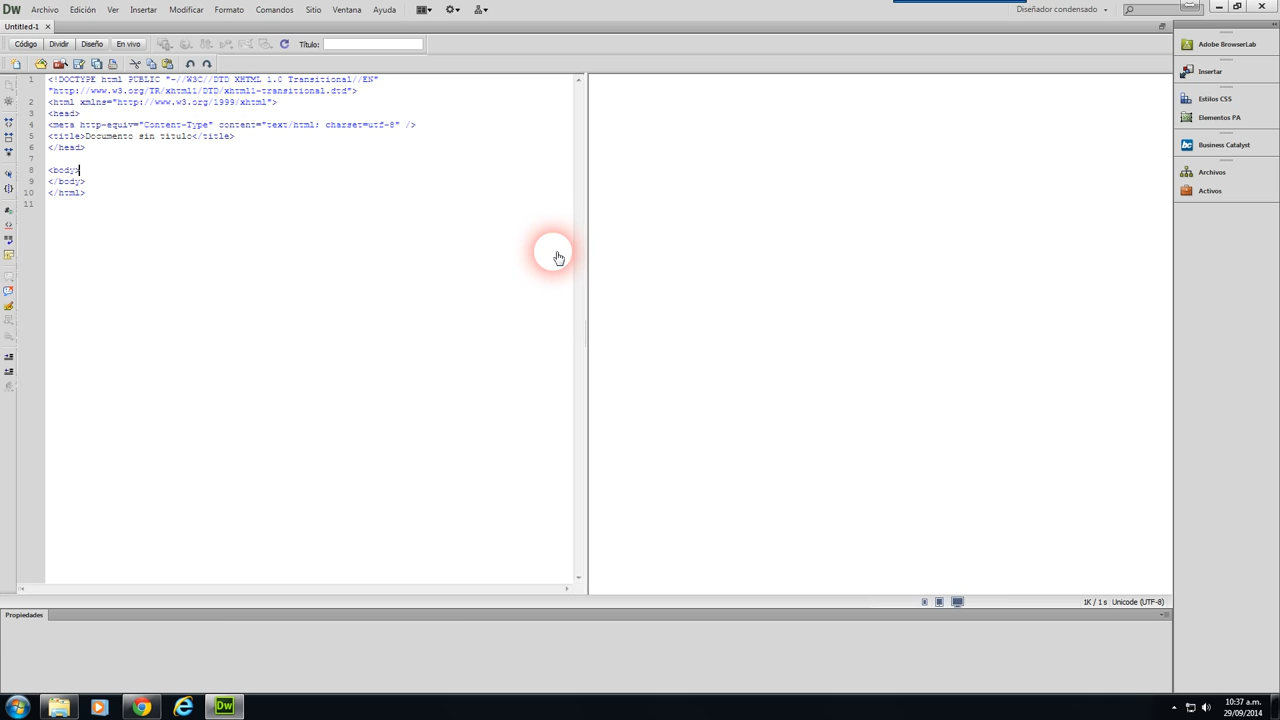 Dw Archivo Edición Ver Insertar Modificar Formato Comandos Sitio Ventana Ayuda Diseñador condensado
Untitled-1
Código Dividir Diseño En vivo Título:
1 <!DOCTYPE html PUBLIC "-//W3C//DTD XHTML 1.0 Transitional//EN"
"http://www.w3.org/TR/xhtml1/DTD/xhtml1-transitional.dtd">
2 <html xmlns="http://www.w3.org/1999/xhtml">
3 <head>
4 <meta http-equiv="Content-Type" content="text/html; charset=utf-8" />
5 <title>Documento sin título</title>
6 </head>
7
8 <body>
9 </body>
10 </html>
11
1K / 1 s Unicode (UTF-8)
Propiedades
Adobe BrowserLab
Insertar
Estilos CSS
Elementos PA
Business Catalyst
Archivos
Activos
Dw
10:37 a.m.
29/09/2014